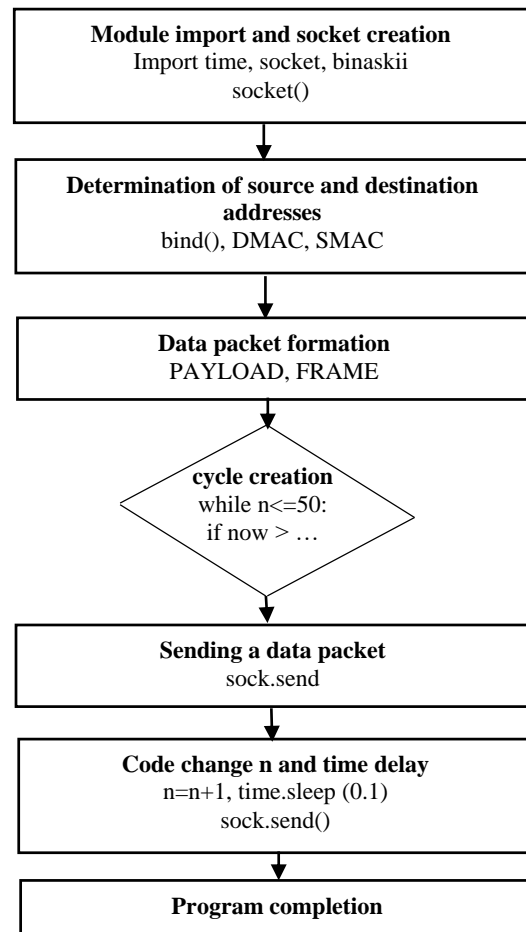 Module import and socket creation
Import time, socket, binaskii
socket()
Determination of source and destination
addresses
bind(), DMAC, SMAC
Data packet formation
PAYLOAD, FRAME
cycle creation
while n<=50:
if now > …
Sending a data packet
sock.send
Code change n and time delay
n=n+1, time.sleep (0.1)
sock.send()
Program completion